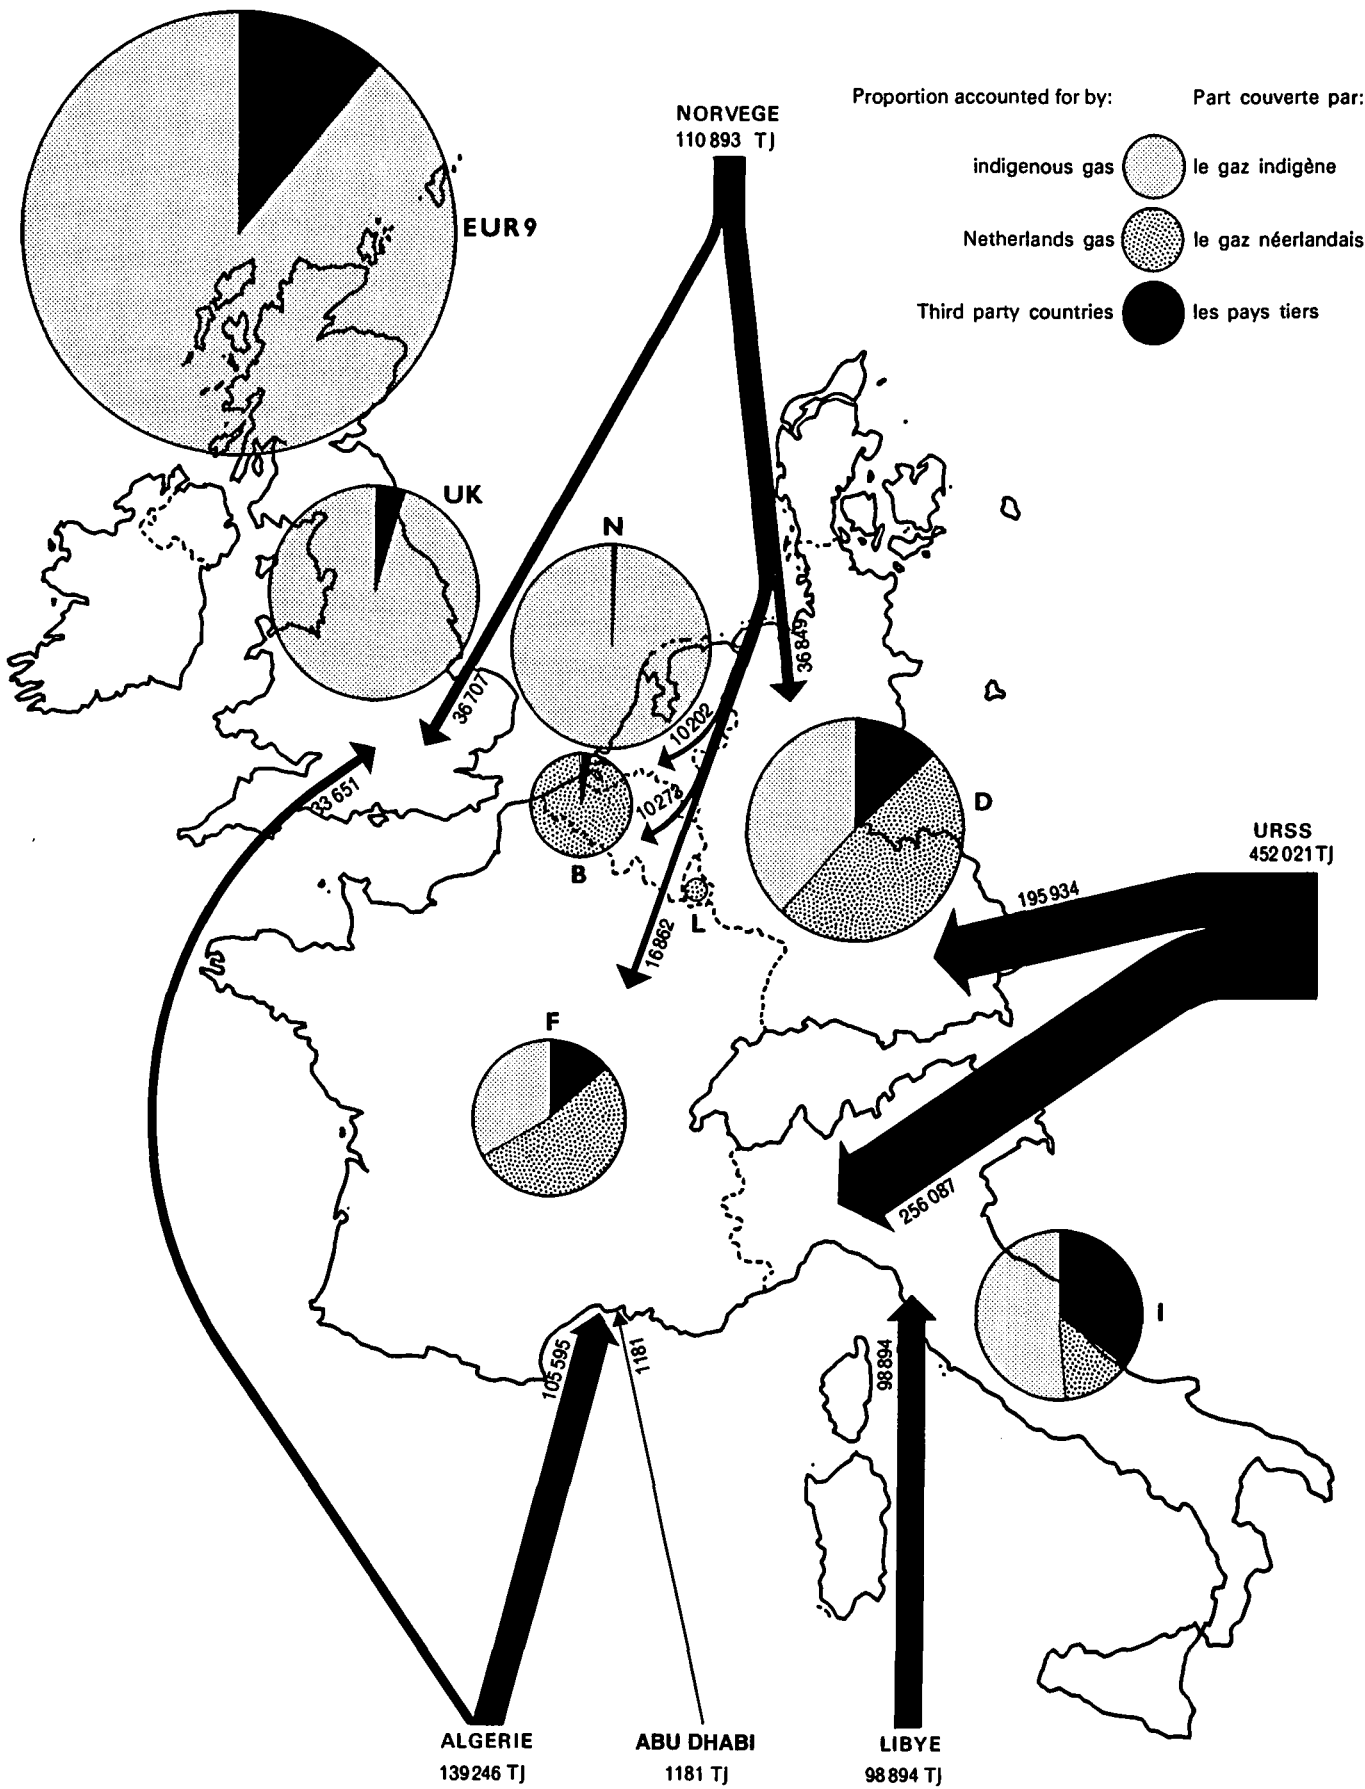 Proportion accounted for by:
Part couverte par:
indigenous gas
le gaz indigène
Netherlands gas
le gaz néerlandais
Third party countries
les pays tiers
NORVEGE
110 893 TJ
EUR9
UK
N
36 849
36 707
10 202
33 651
10 273
D
B
L
URSS
452 021 TJ
195 934
16 862
F
256 087
I
105 595
1181
98 894
ALGERIE
139 246 TJ
ABU DHABI
1181 TJ
LIBYE
98 894 TJ